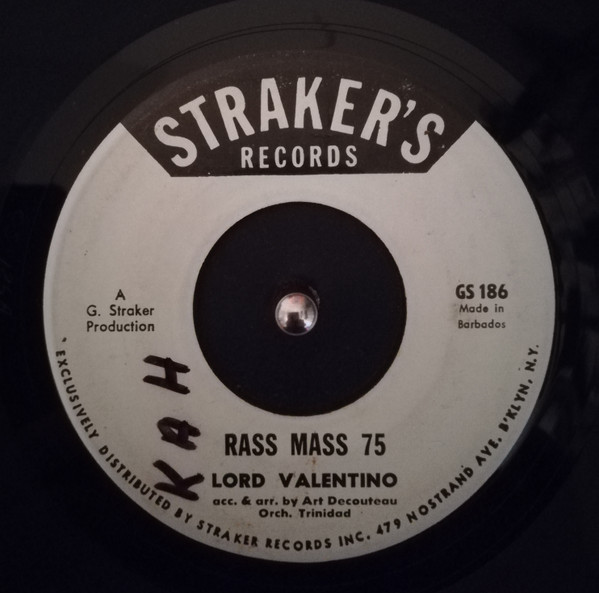 STRAKER'S
RECORDS
A
G. Straker
Production
GS 186
Made in
Barbados
KAH
RASS MASS 75
LORD VALENTINO
acc. & arr. by Art Decouteau
Orch. Trinidad
EXCLUSIVELY DISTRIBUTED BY STRAKER RECORDS INC. 479 NOSTRAND AVE. B'KLYN, N.Y.